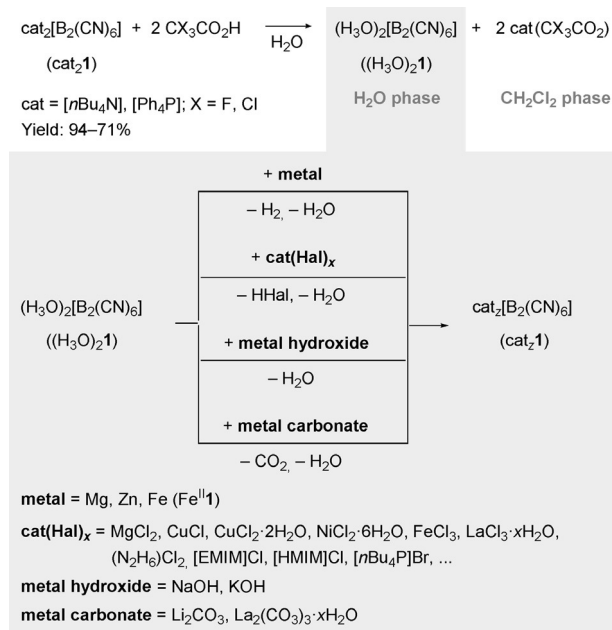 cat₂[B₂(CN)₆] + 2 CX₃CO₂H H₂O (H₃O)₂[B₂(CN)₆] + 2 cat(CX₃CO₂)
(cat₂1) ((H₃O)₂1)
H₂O phase CH₂Cl₂ phase
cat = [nBu₄N], [Ph₄P]; X = F, Cl
Yield: 94–71%
+ metal
– H₂, – H₂O
+ cat(Hal)ₓ
– HHal, – H₂O
(H₃O)₂[B₂(CN)₆] cat_z[B₂(CN)₆]
((H₃O)₂1) (cat_z1)
+ metal hydroxide
– H₂O
+ metal carbonate
– CO₂, – H₂O
metal = Mg, Zn, Fe (Feᴵᴵ1)
cat(Hal)ₓ = MgCl₂, CuCl, CuCl₂·2H₂O, NiCl₂·6H₂O, FeCl₃, LaCl₃·xH₂O,
(N₂H₆)Cl₂, [EMIM]Cl, [HMIM]Cl, [nBu₄P]Br, ...
metal hydroxide = NaOH, KOH
metal carbonate = Li₂CO₃, La₂(CO₃)₃·xH₂O